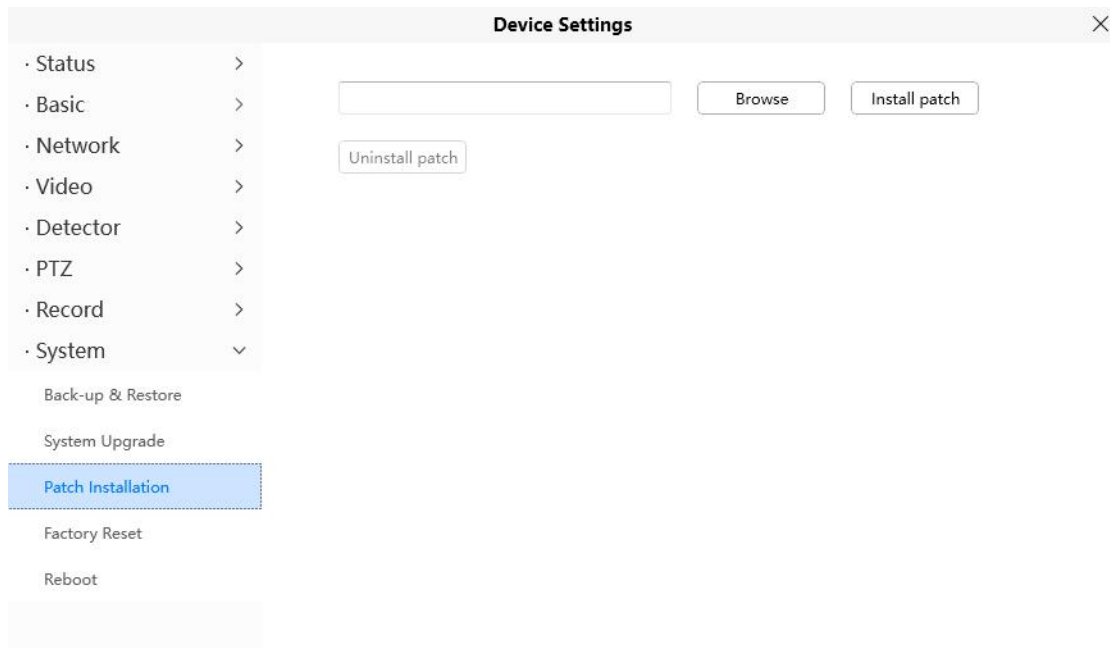 Device Settings
· Status
· Basic
· Network
· Video
· Detector
· PTZ
· Record
· System
Back-up & Restore
System Upgrade
Patch Installation
Factory Reset
Reboot
Browse
Install patch
Uninstall patch